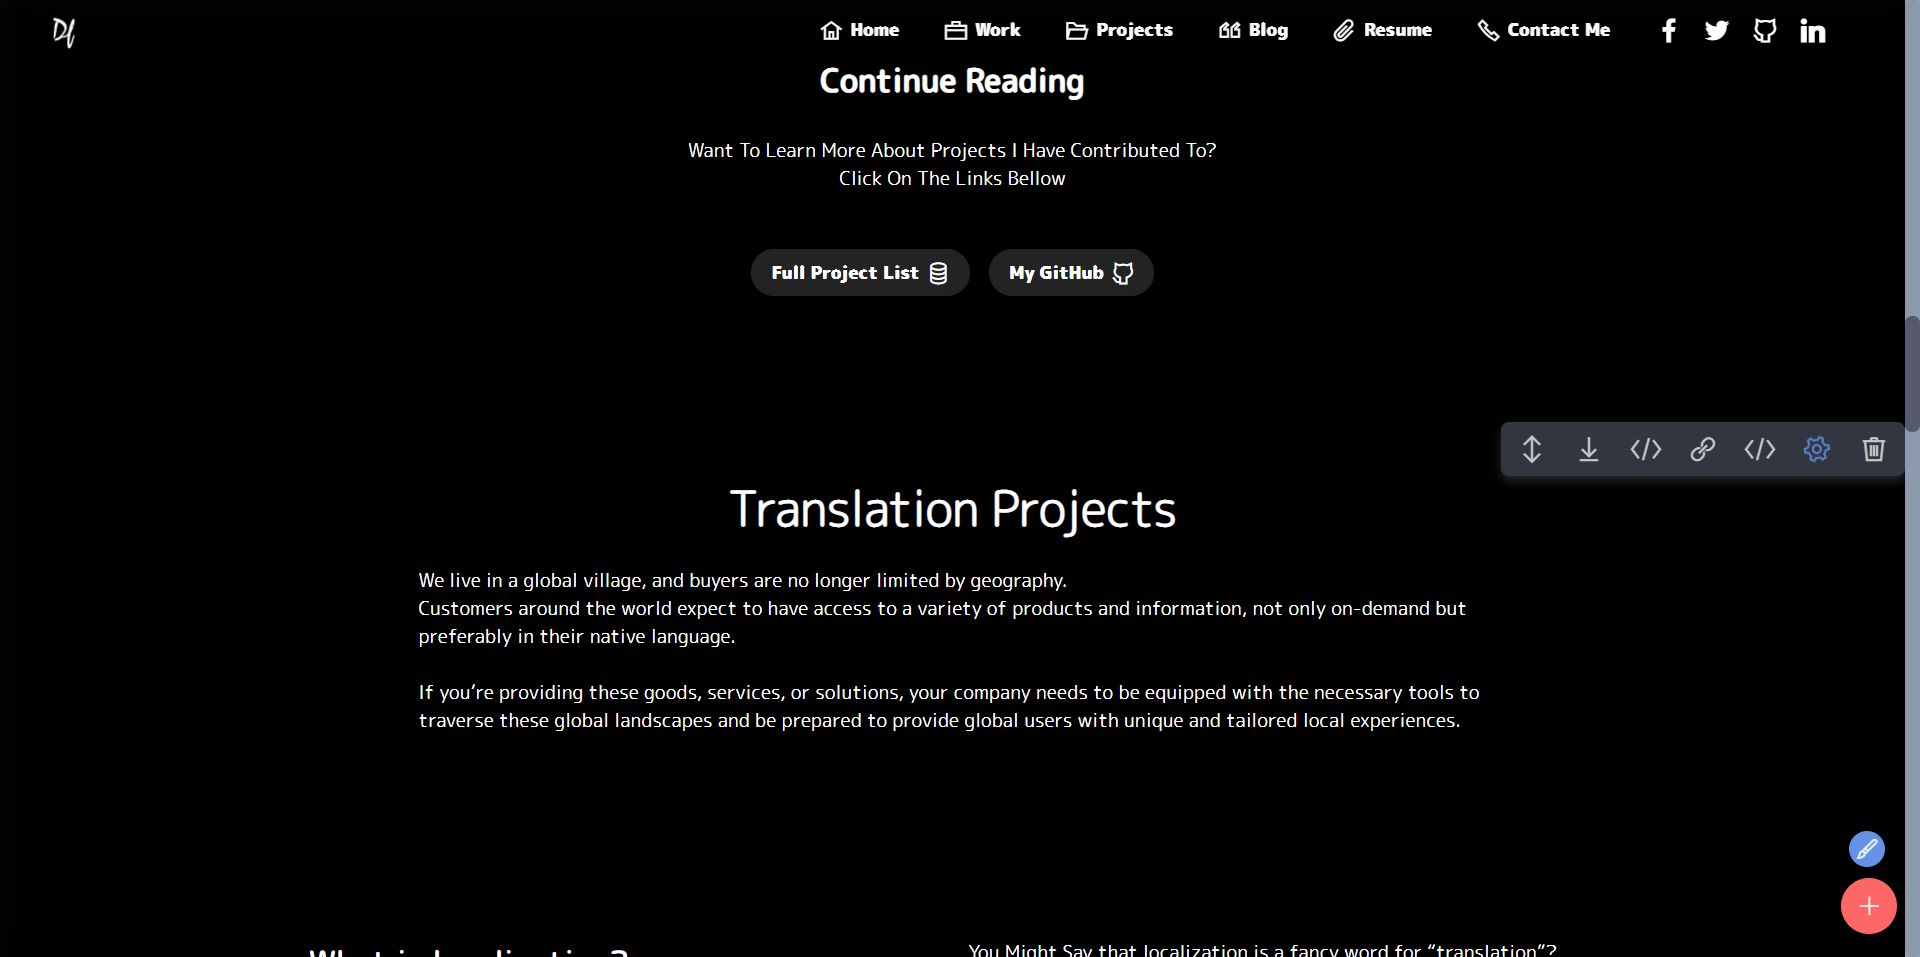 Home Work Projects Blog Resume Contact Me
Continue Reading
Want To Learn More About Projects I Have Contributed To?
Click On The Links Bellow
Full Project List My GitHub
Translation Projects
We live in a global village, and buyers are no longer limited by geography.
Customers around the world expect to have access to a variety of products and information, not only on-demand but
preferably in their native language.
If you’re providing these goods, services, or solutions, your company needs to be equipped with the necessary tools to
traverse these global landscapes and be prepared to provide global users with unique and tailored local experiences.
What is localization?
You Might Say that localization is a fancy word for “translation”?